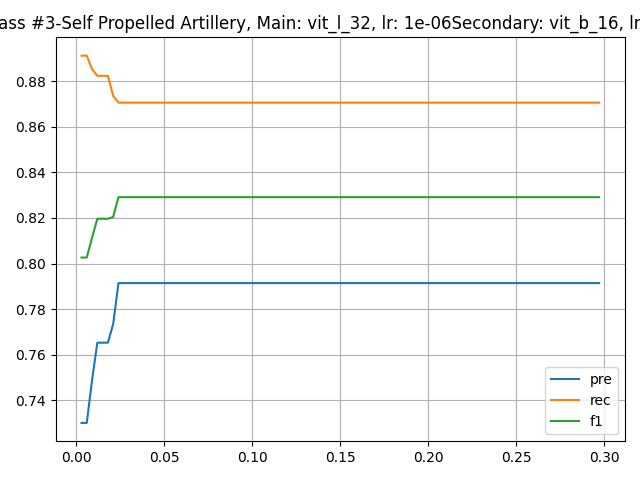 ass #3-Self Propelled Artillery, Main: vit_l_32, lr: 1e-06Secondary: vit_b_16, lr
0.88
0.86
0.84
0.82
0.80
0.78
0.76
0.74
0.00 0.05 0.10 0.15 0.20 0.25 0.30
pre
rec
f1